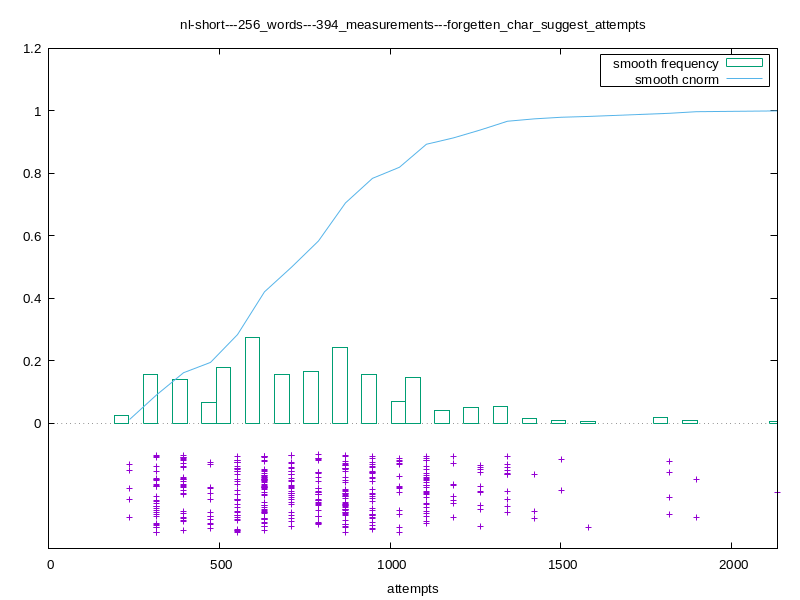 nl-short---256_words---394_measurements---forgetten_char_suggest_attempts
smooth frequency
smooth cnorm
1.2
1
0.8
0.6
0.4
0.2
0
0 500 1000 1500 2000
attempts